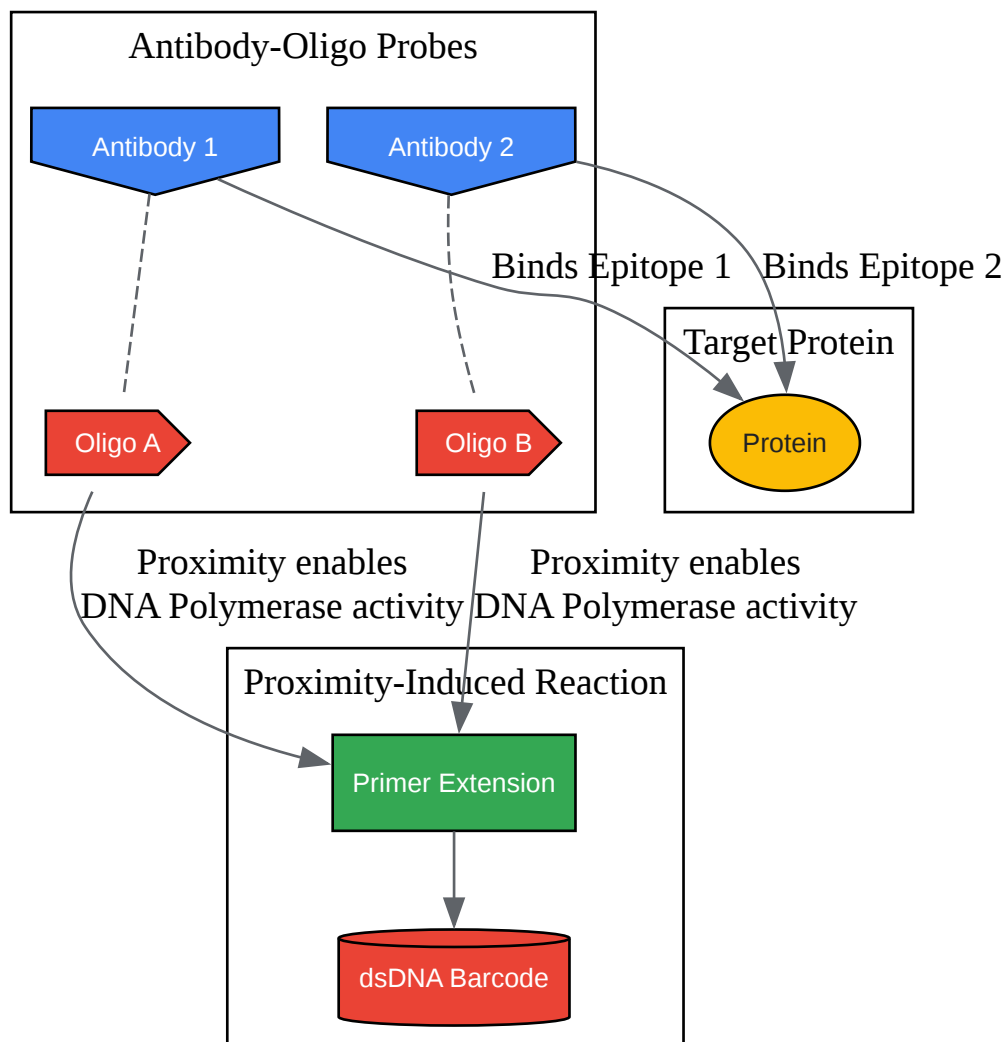 Antibody-Oligo Probes
Antibody 1
Antibody 2
Binds Epitope 1
Binds Epitope 2
Target Protein
Oligo A
Oligo B
Protein
Proximity enables
DNA Polymerase activity
Proximity enables
DNA Polymerase activity
Proximity-Induced Reaction
Primer Extension
dsDNA Barcode